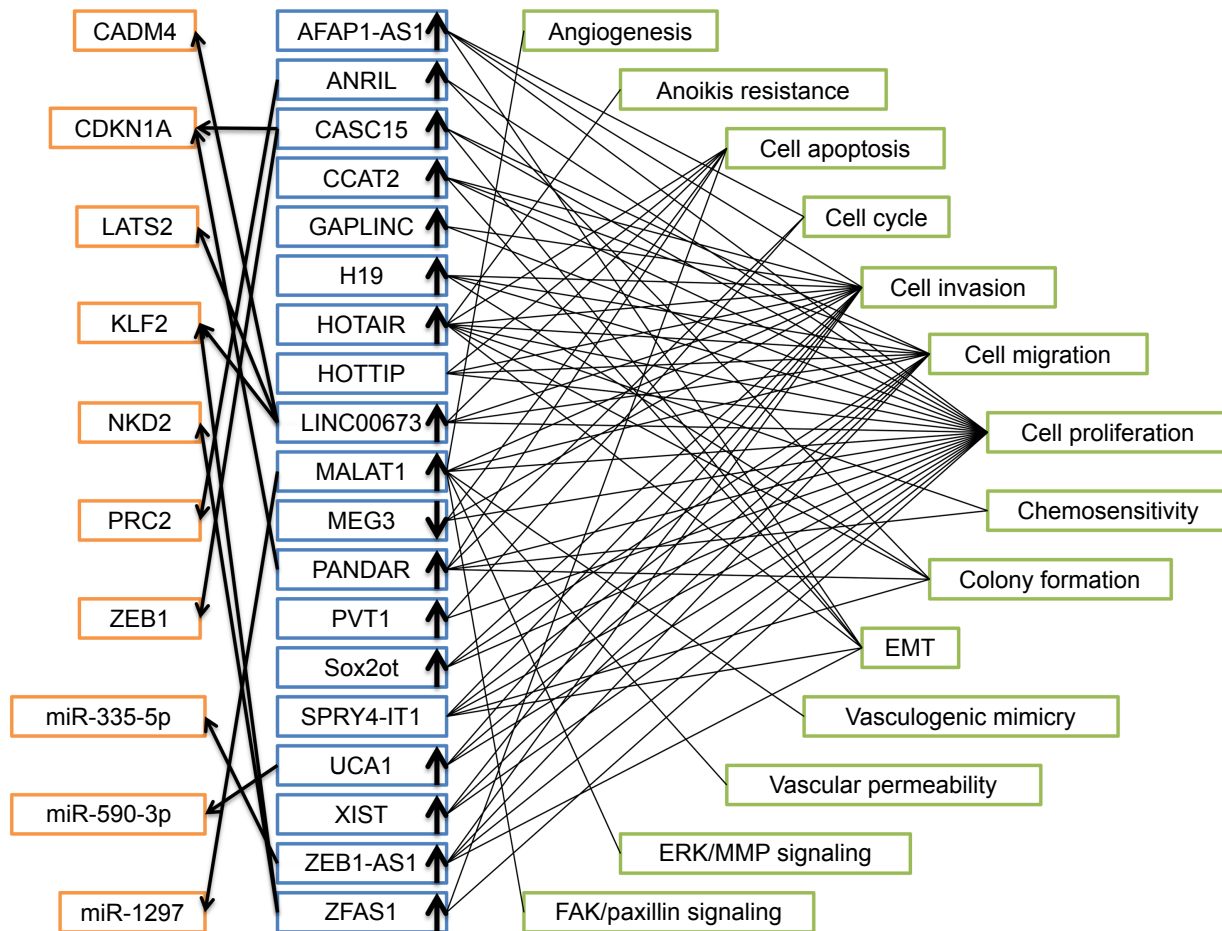 CADM4
CDKN1A
LATS2
KLF2
NKD2
PRC2
ZEB1
miR-335-5p
miR-590-3p
miR-1297
AFAP1-AS1
ANRIL
CASC15
CCAT2
GAPLINC
H19
HOTAIR
HOTTIP
LINC00673
MALAT1
MEG3
PANDAR
PVT1
Sox2ot
SPRY4-IT1
UCA1
XIST
ZEB1-AS1
ZFAS1
Angiogenesis
Anoikis resistance
Cell apoptosis
Cell cycle
Cell invasion
Cell migration
Cell proliferation
Chemosensitivity
Colony formation
EMT
Vasculogenic mimicry
Vascular permeability
ERK/MMP signaling
FAK/paxillin signaling